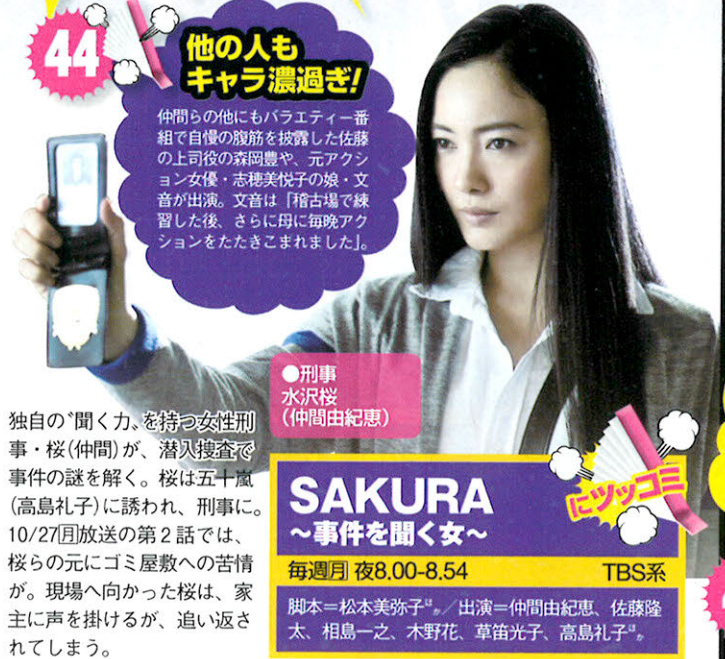 44
他の人も
キャラ濃過ぎ!
仲間らの他にもバラエティー番
組で自慢の腹筋を披露した佐藤
の上司役の森岡豊や、元アクシ
ョン女優・志穂美悦子の娘・文
音が出演。文音は「稽古場で練
習した後、さらに母に毎晩アク
ションをたたきこまれました」。
●刑事
水沢桜
(仲間由紀恵)
独自の〝聞く力〟を持つ女性刑
事・桜(仲間)が、潜入捜査で
事件の謎を解く。桜は五十嵐
(高島礼子)に誘われ、刑事に。
10/27月放送の第2話では、
桜らの元にゴミ屋敷への苦情
が。現場へ向かった桜は、家
主に声を掛けるが、追い返さ
れてしまう。
にツッコミ
SAKURA
~事件を聞く女~
毎週月 夜8.00-8.54 TBS系
脚本=松本美弥子ほか/出演=仲間由紀恵、佐藤隆
太、相島一之、木野花、草笛光子、高島礼子ほか